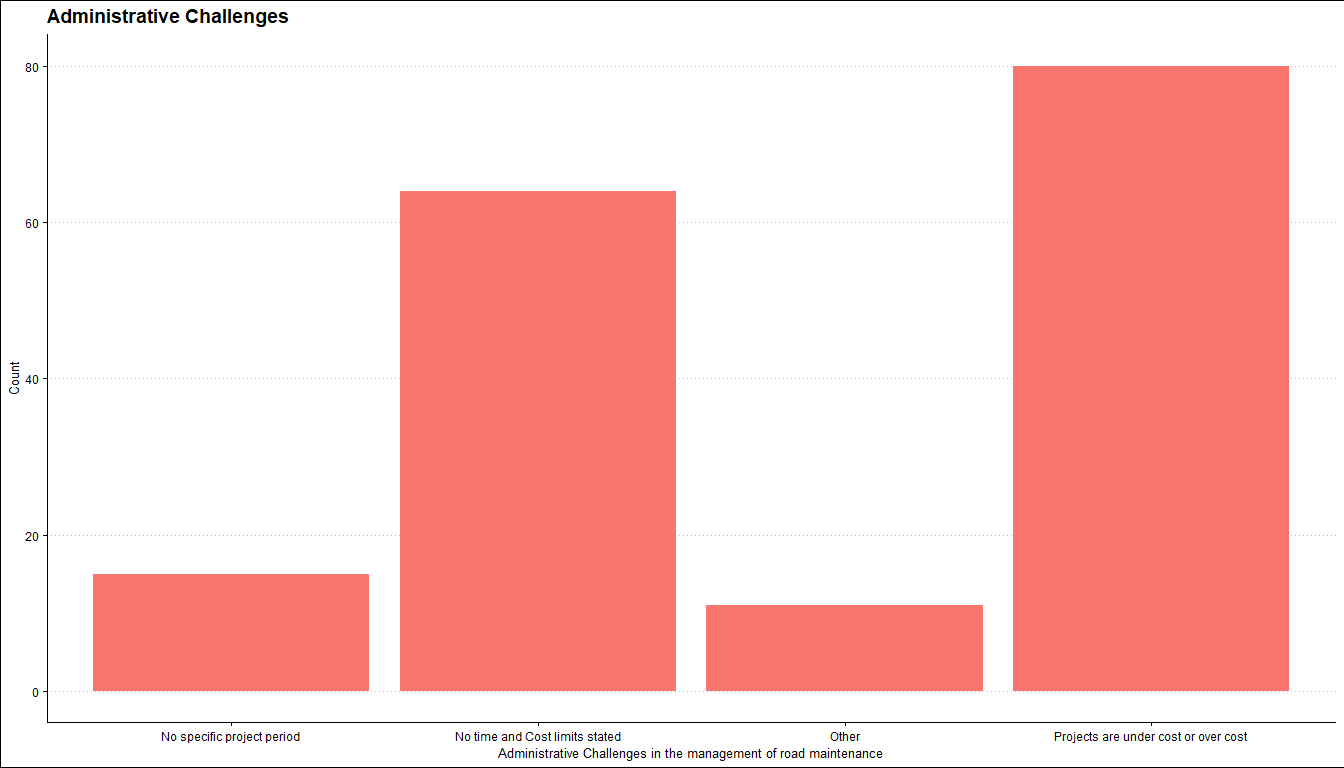 Administrative Challenges
80
60
40
20
0
Count
No specific project period
No time and Cost limits stated
Other
Projects are under cost or over cost
Administrative Challenges in the management of road maintenance